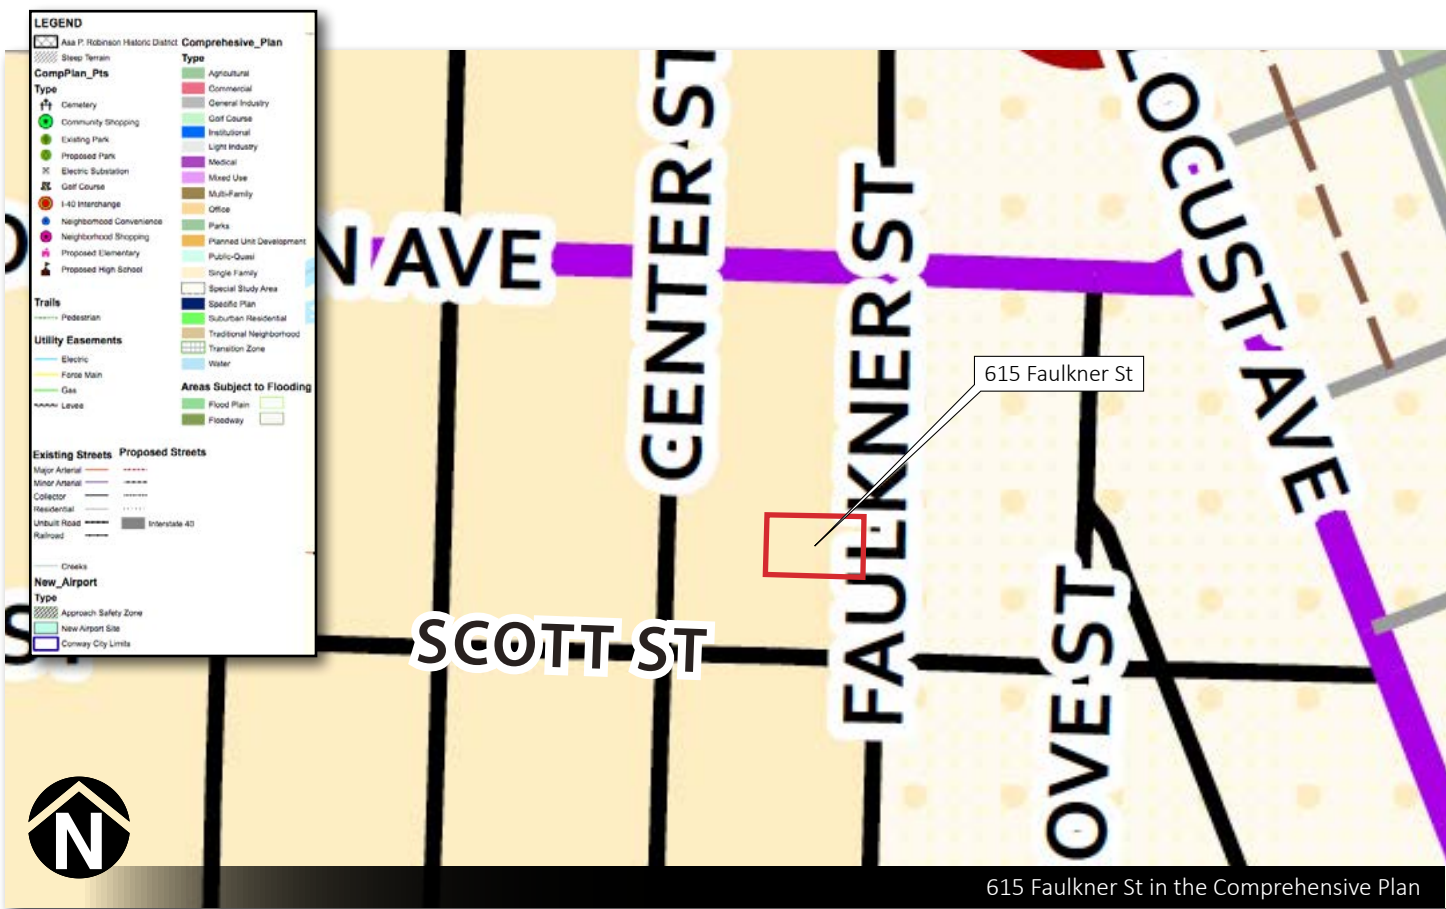 LEGEND
Asa P. Robinson Historic District
Steep Terrain
CompPlan_Pts
Type
Cemetery
Community Shopping
Existing Park
Proposed Park
Electric Substation
Golf Course
I-40 Interchange
Neighborhood Convenience
Neighborhood Shopping
Proposed Elementary
Proposed High School
Trails
Pedestrian
Utility Easements
Electric
Force Main
Gas
Levee
Comprehesive_Plan
Type
Agricultural
Commercial
General Industry
Golf Course
Institutional
Light Industry
Medical
Mixed Use
Multi-Family
Office
Parks
Planned Unit Development
Public-Quasi
Single Family
Special Study Area
Specific Plan
Suburban Residential
Traditional Neighborhood
Transition Zone
Water
Areas Subject to Flooding
Flood Plain
Floodway
Existing Streets Proposed Streets
Major Arterial
Minor Arterial
Collector
Residential
Unbuilt Road
Interstate 40
Railroad
Creeks
New_Airport
Type
Approach Safety Zone
New Airport Site
Conway City Limits
N AVE
CENTER ST
FAULKNER ST
LOCUST AVE
615 Faulkner St
SCOTT ST
ST
OVE ST
N
615 Faulkner St in the Comprehensive Plan